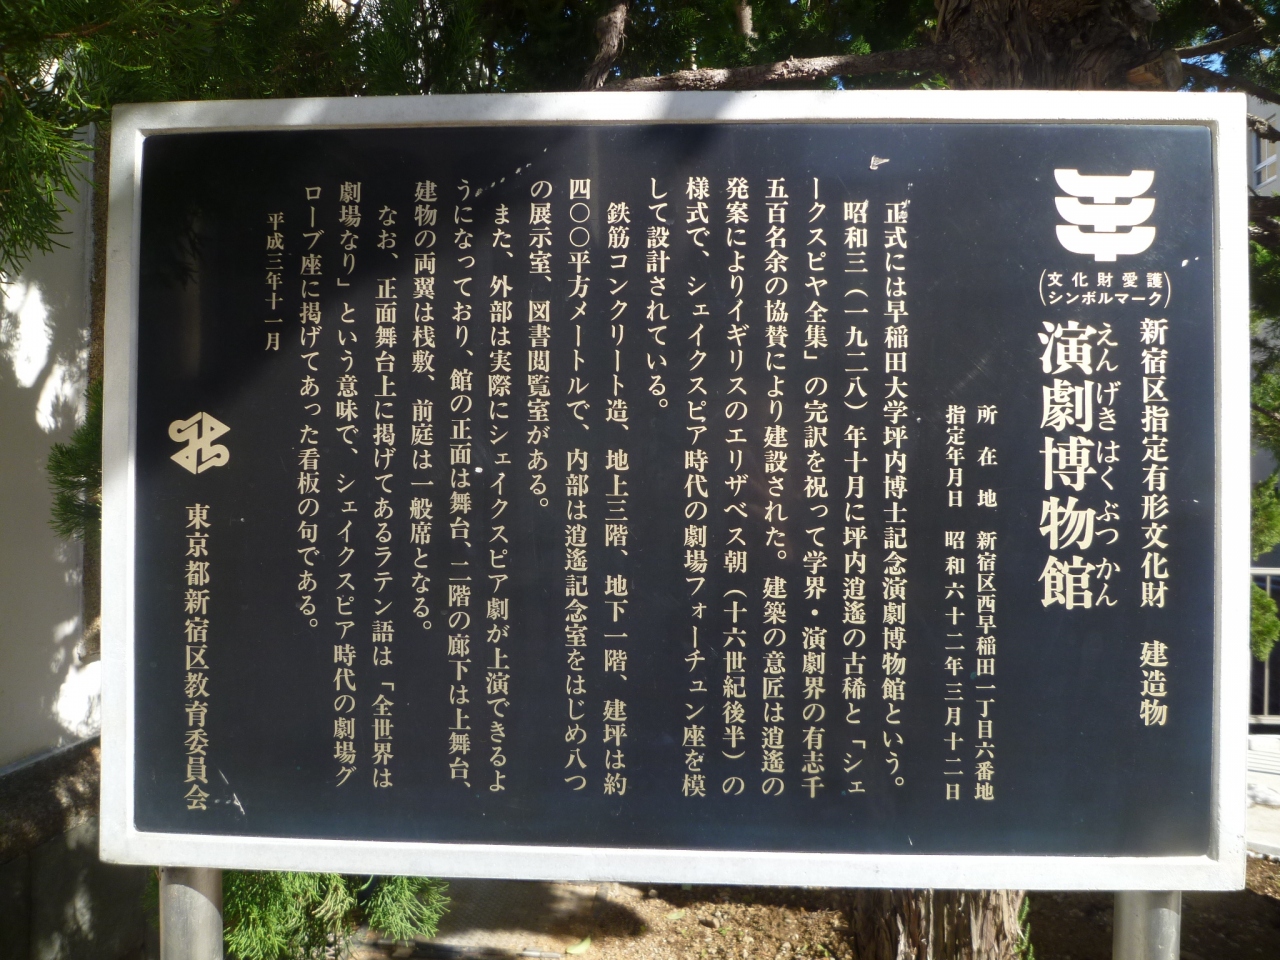 (文化財愛護
シンボルマーク)
新宿区指定有形文化財 建造物
えんげきはくぶつかん
演劇博物館
所在地 新宿区西早稲田一丁目六番地
指定年月日 昭和六十二年三月十二日
正式には早稲田大学坪内博士記念演劇博物館という。
昭和三(一九二八)年十月に坪内逍遙の古稀と「シェ
ークスピヤ全集」の完訳を祝って学界・演劇界の有志千
五百名余の協賛により建設された。建築の意匠は逍遙の
発案によりイギリスのエリザベス朝(十六世紀後半)の
様式で、シェイクスピア時代の劇場フォーチュン座を模
して設計されている。
鉄筋コンクリート造、地上三階、地下一階、建坪は約
四〇〇平方メートルで、内部は逍遙記念室をはじめ八つ
の展示室、図書閲覧室がある。
また、外部は実際にシェイクスピア劇が上演できるよ
うになっており、館の正面は舞台、二階の廊下は上舞台、
建物の両翼は桟敷、前庭は一般席となる。
なお、正面舞台上に掲げてあるラテン語は「全世界は
劇場なり」という意味で、シェイクスピア時代の劇場グ
ローブ座に掲げてあった看板の句である。
平成三年十一月
東京都新宿区教育委員会